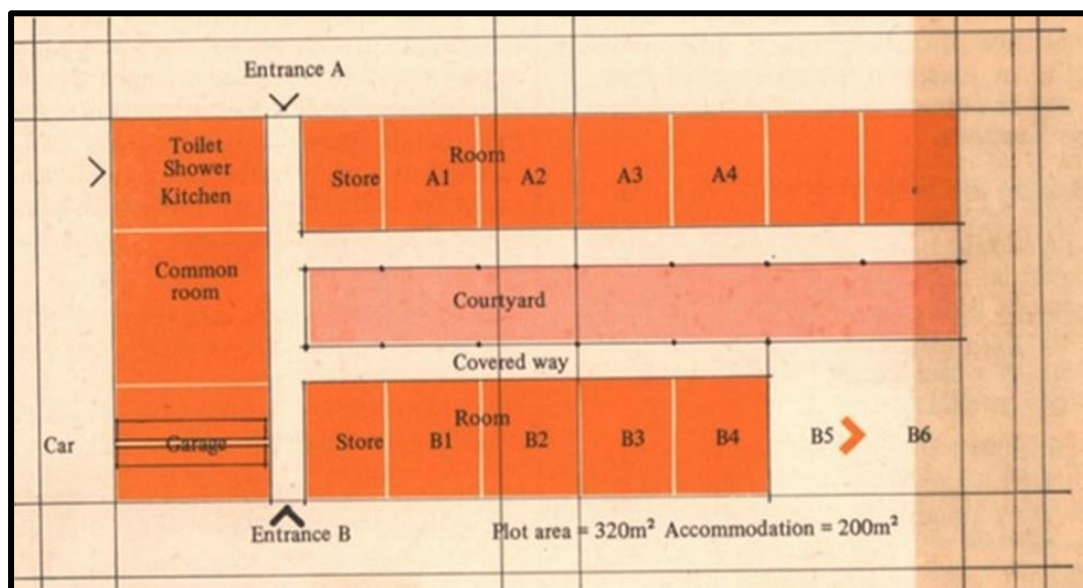 Entrance A
Toilet
Shower
Kitchen
Room
Store A1 A2 A3 A4
Common
room
Courtyard
Covered way
Room
Car Garage Store B1 B2 B3 B4 B5 B6
Entrance B
Plot area = 320m² Accommodation = 200m²